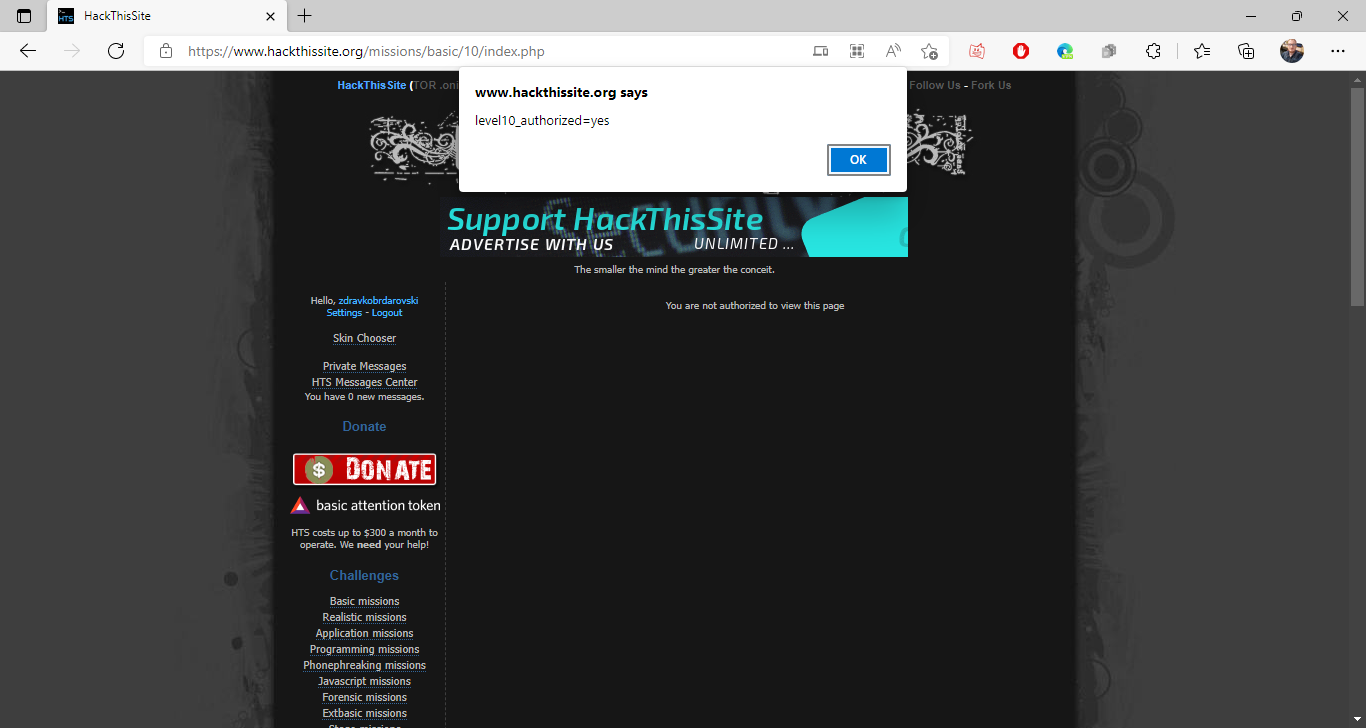 HackThisSite
https://www.hackthissite.org/missions/basic/10/index.php
HackThisSite (TOR .oni
Follow Us - Fork Us
www.hackthissite.org says
level10_authorized=yes
OK
Support HackThisSite
ADVERTISE WITH US UNLIMITED ...
The smaller the mind the greater the conceit.
Hello, zdravkobrdarovski
Settings - Logout
You are not authorized to view this page
Skin Chooser
Private Messages
HTS Messages Center
You have 0 new messages.
Donate
$ DONATE
basic attention token
HTS costs up to $300 a month to
operate. We need your help!
Challenges
Basic missions
Realistic missions
Application missions
Programming missions
Phonephreaking missions
Javascript missions
Forensic missions
Extbasic missions